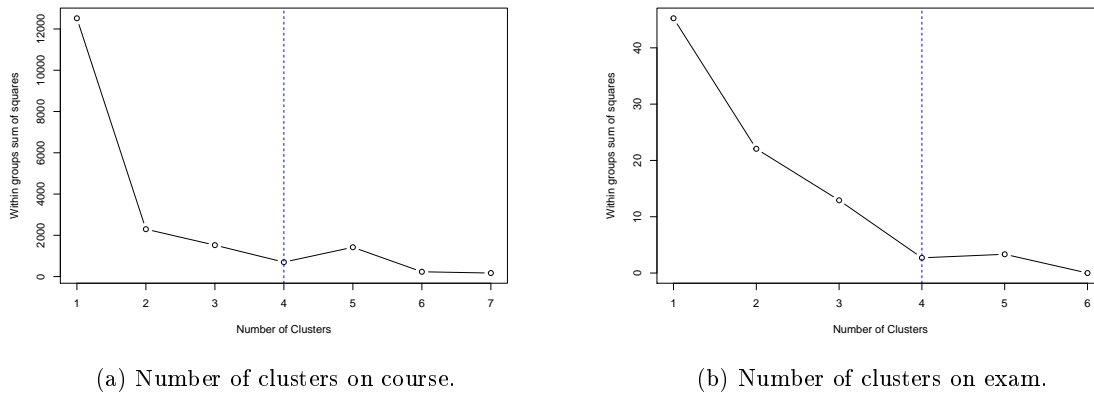 Within groups sum of squares
12000
10000
8000
6000
4000
2000
0
1 2 3 4 5 6 7
Number of Clusters
(a) Number of clusters on course.
Within groups sum of squares
40
30
20
10
0
1 2 3 4 5 6
Number of Clusters
(b) Number of clusters on exam.